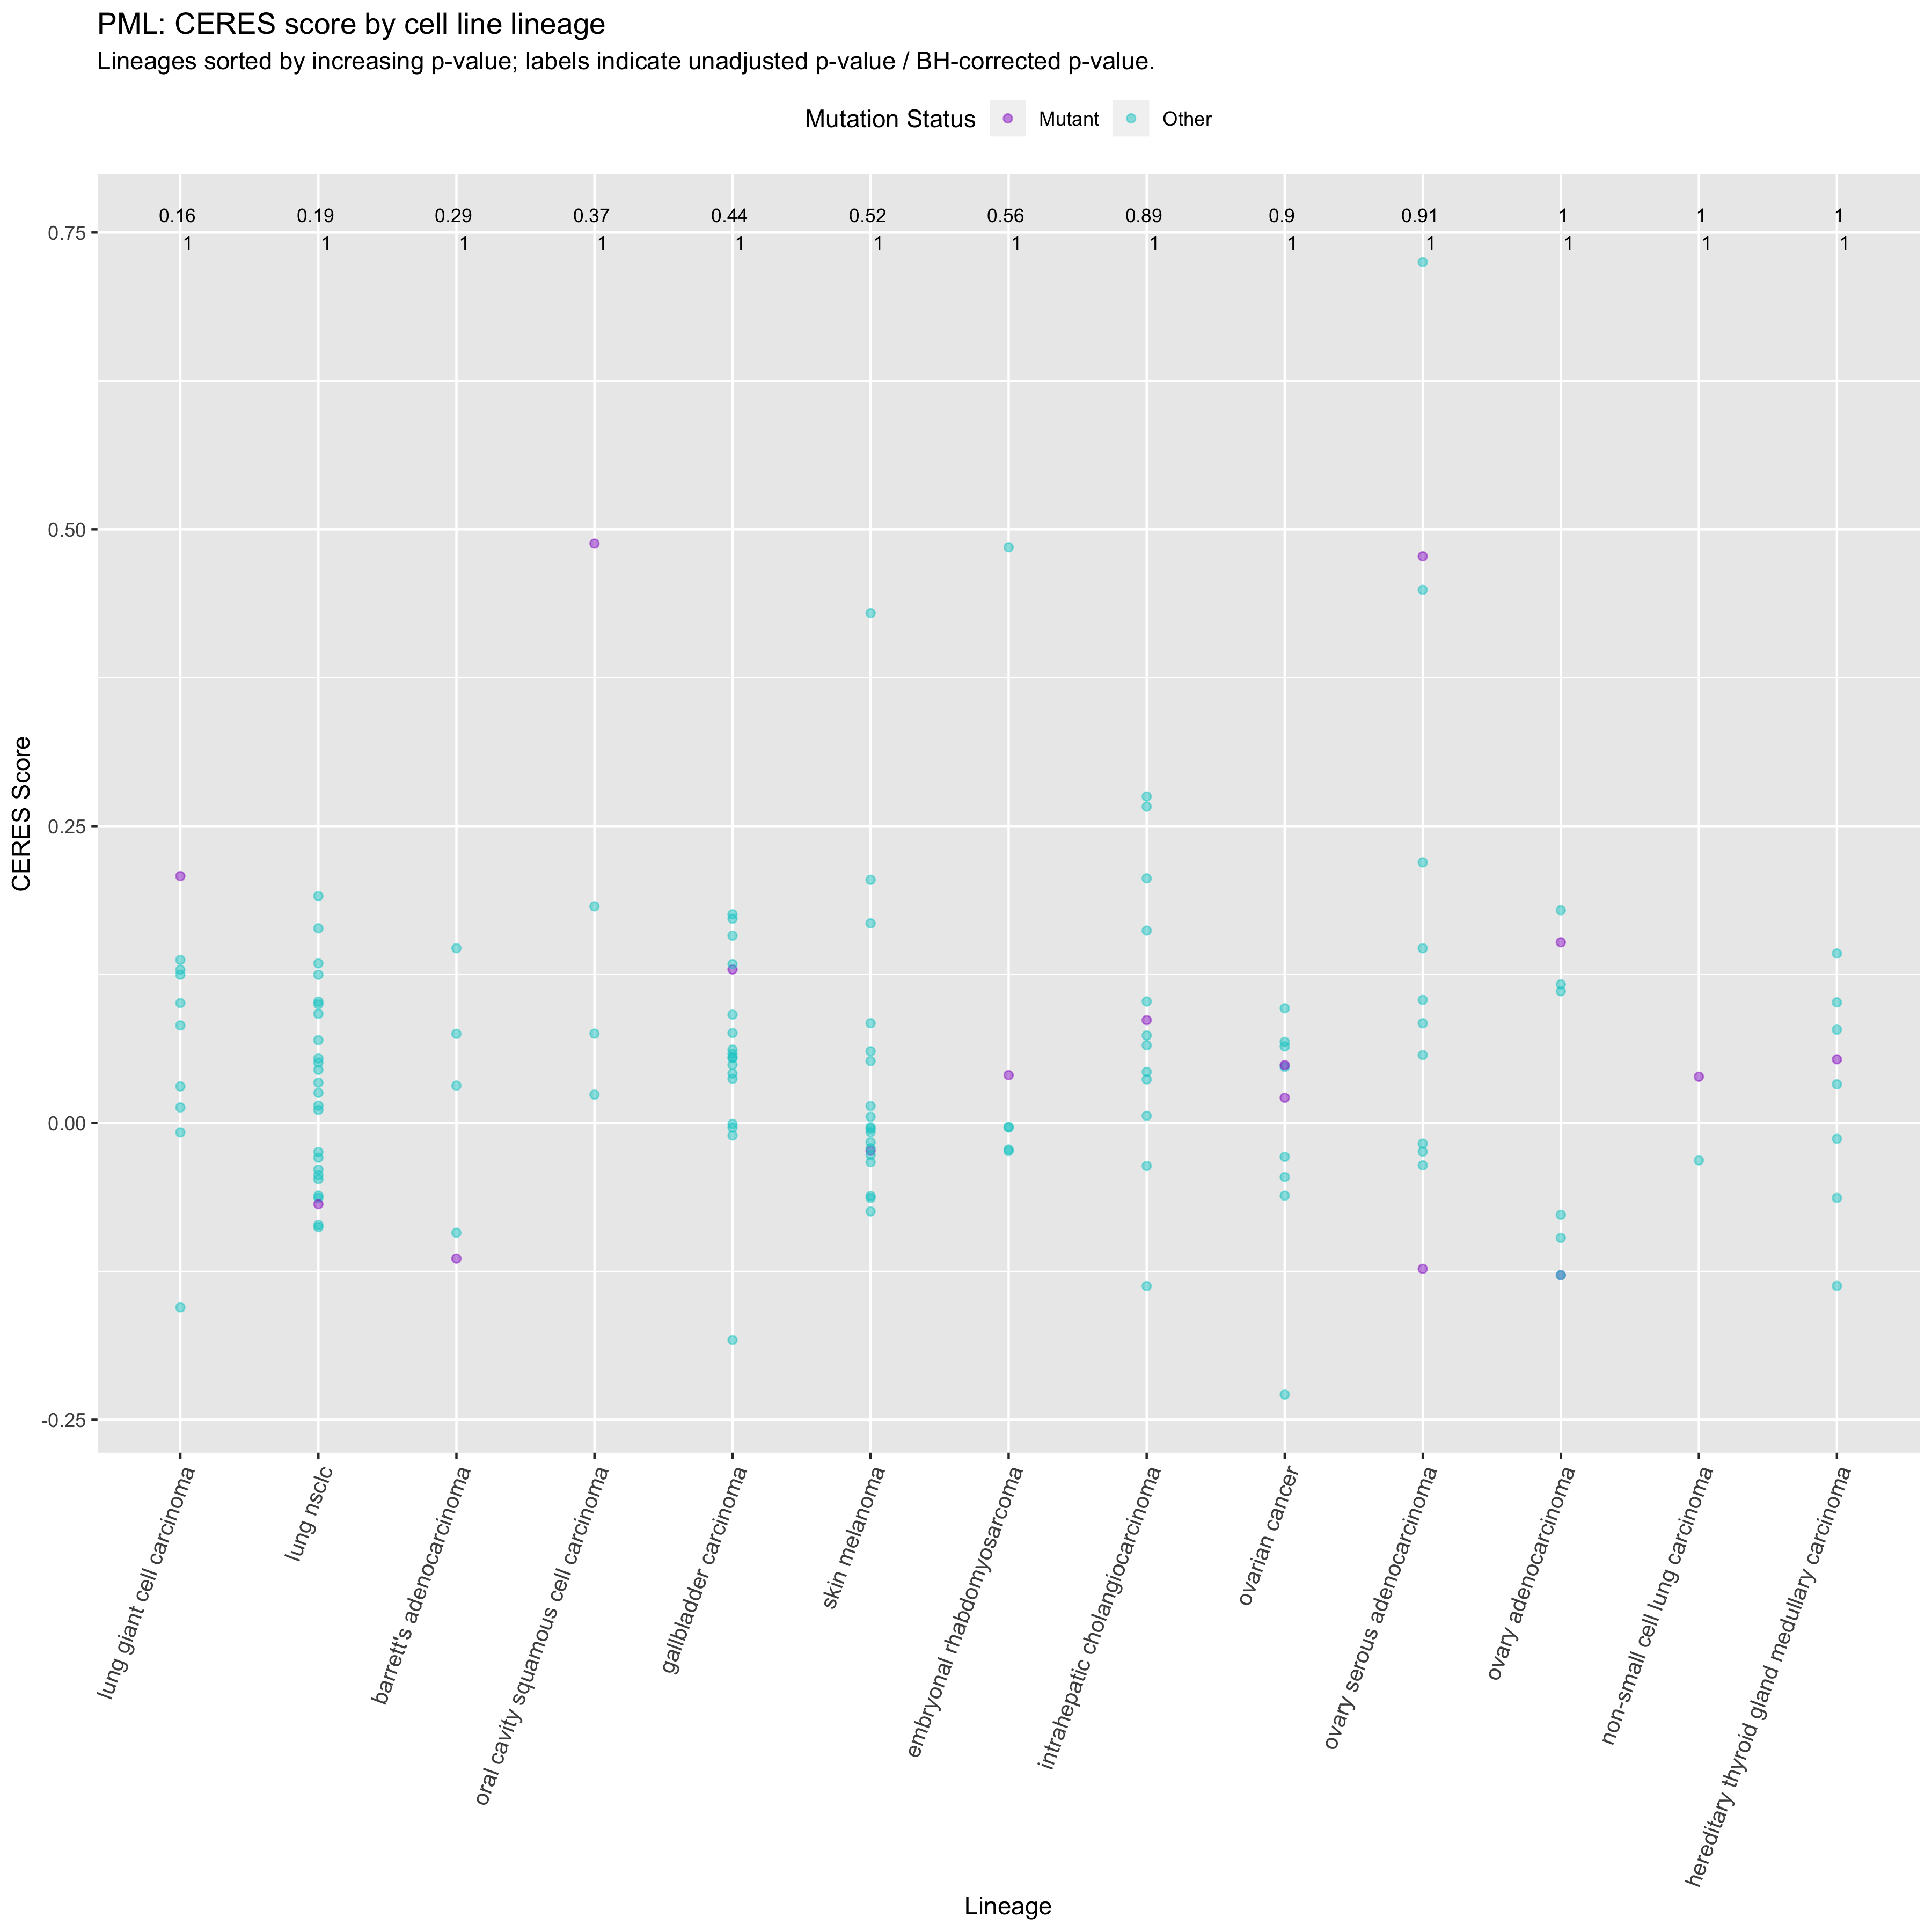 PML: CERES score by cell line lineage
Lineages sorted by increasing p-value; labels indicate unadjusted p-value / BH-corrected p-value.
Mutation Status Mutant Other
0.16 0.19 0.29 0.37 0.44 0.52 0.56 0.89 0.9 0.91 1 1 1
1 1 1 1 1 1 1 1 1 1 1 1 1
0.75
0.50
0.25
0.00
-0.25
CERES Score
lung giant cell carcinoma
lung nsclc
barrett's adenocarcinoma
oral cavity squamous cell carcinoma
gallbladder carcinoma
skin melanoma
embryonal rhabdomyosarcoma
intrahepatic cholangiocarcinoma
ovarian cancer
ovary serous adenocarcinoma
ovary adenocarcinoma
non-small cell lung carcinoma
hereditary thyroid gland medullary carcinoma
Lineage